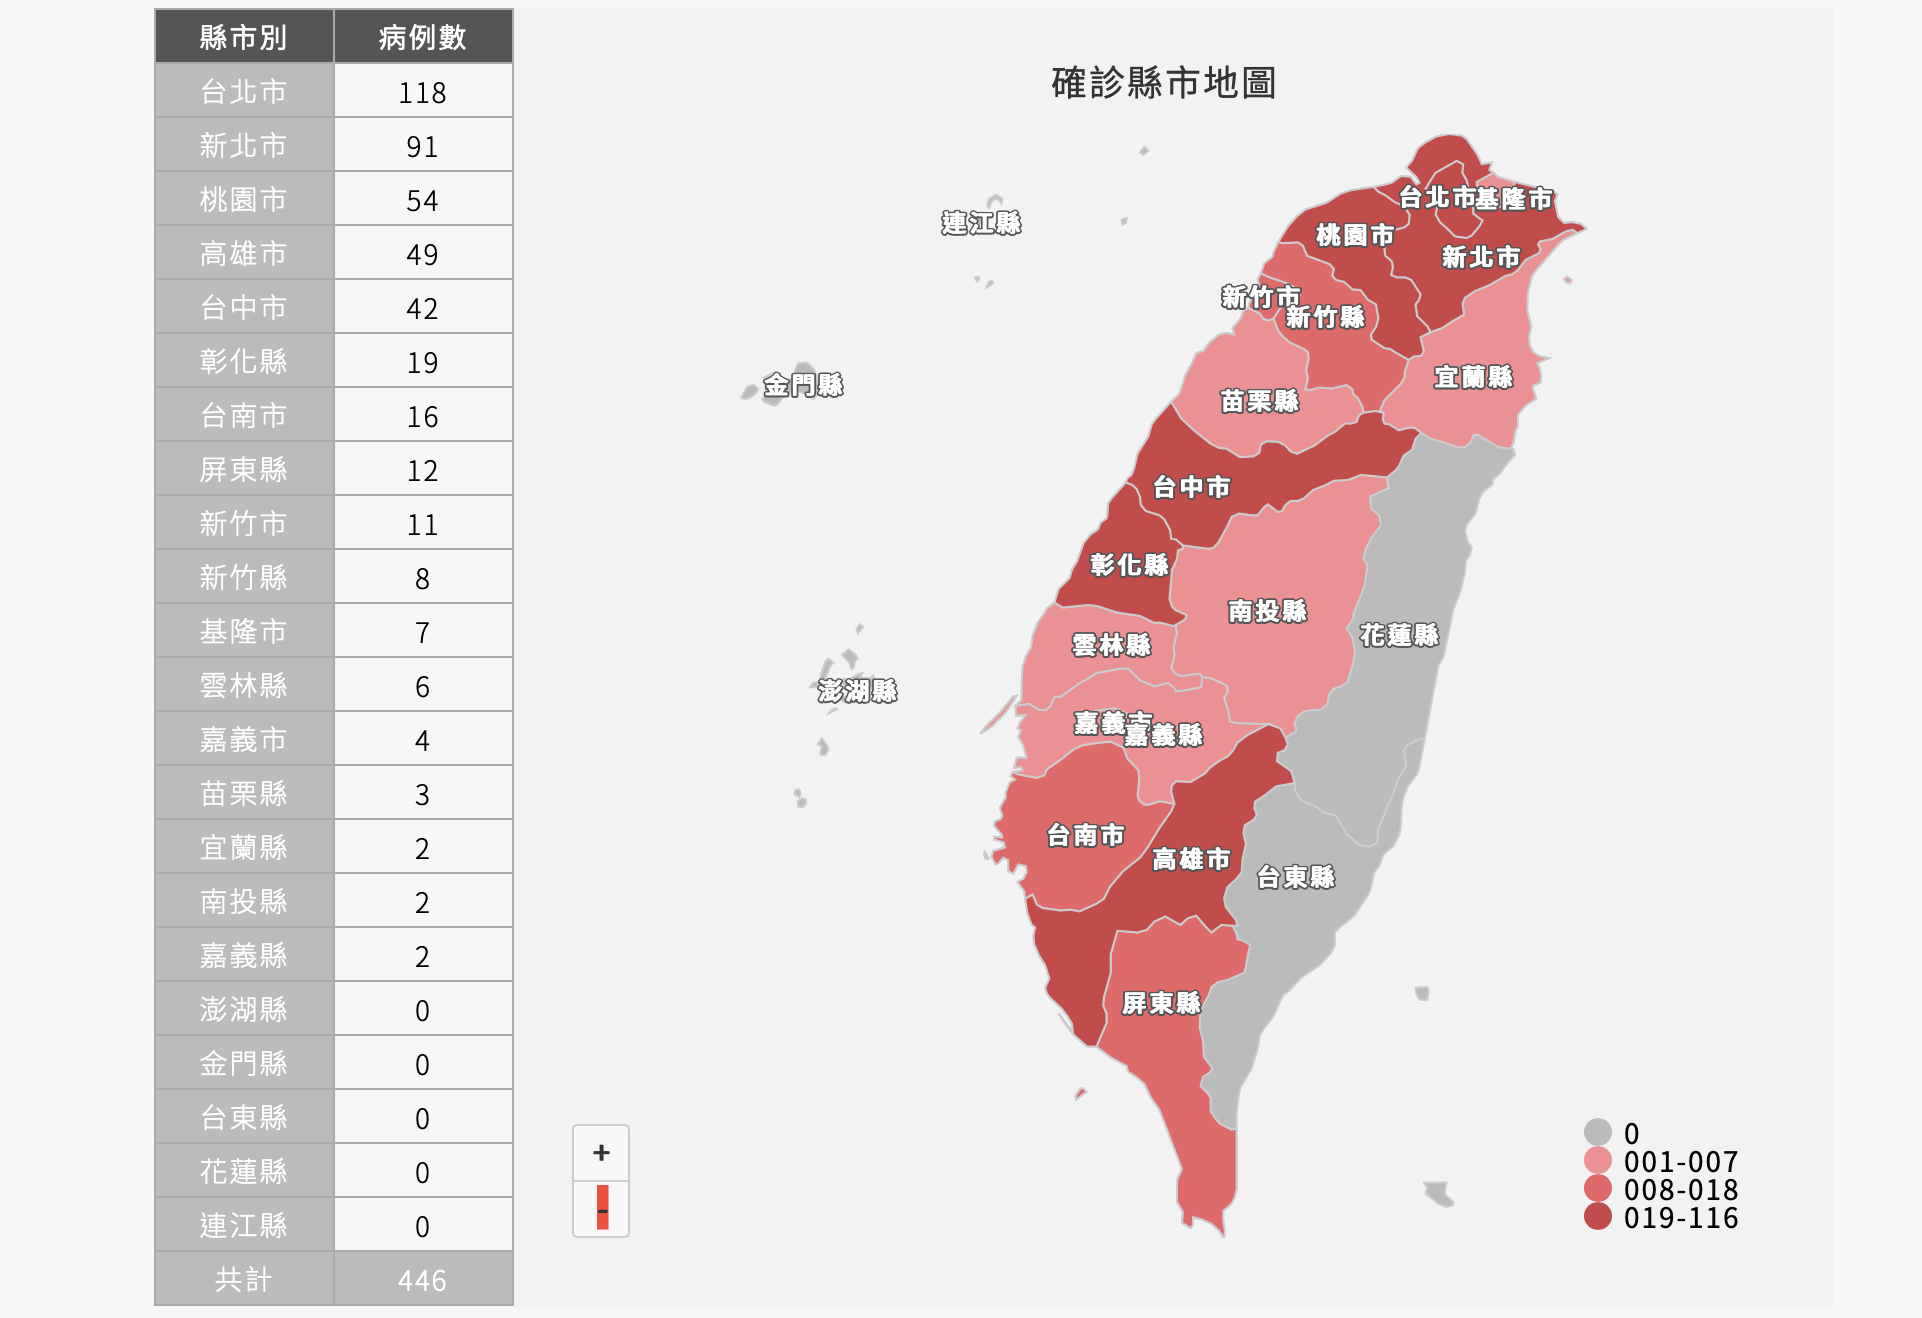 縣市別 病例數
台北市 118
新北市 91
桃園市 54
高雄市 49
台中市 42
彰化縣 19
台南市 16
屏東縣 12
新竹市 11
新竹縣 8
基隆市 7
雲林縣 6
嘉義市 4
苗栗縣 3
宜蘭縣 2
南投縣 2
嘉義縣 2
澎湖縣 0
金門縣 0
台東縣 0
花蓮縣 0
連江縣 0
共計 446
確診縣市地圖
台北市
基隆市
連江縣
桃園市
新北市
新竹市
新竹縣
宜蘭縣
金門縣
苗栗縣
台中市
彰化縣
南投縣
花蓮縣
雲林縣
澎湖縣
嘉義市
嘉義縣
台南市
高雄市
台東縣
屏東縣
+
-
0
001-007
008-018
019-116